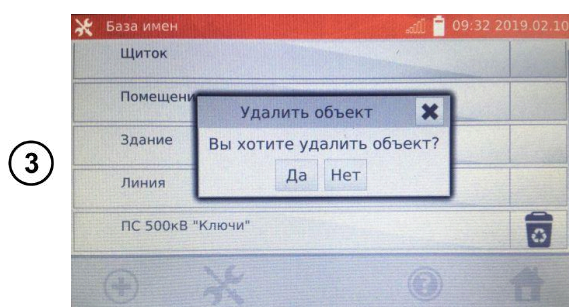 База имен 09:32 2019.02.10
Щиток
Помещени
Удалить объект
Здание
Вы хотите удалить объект?
Да Нет
Линия
ПС 500кВ "Ключи"
3